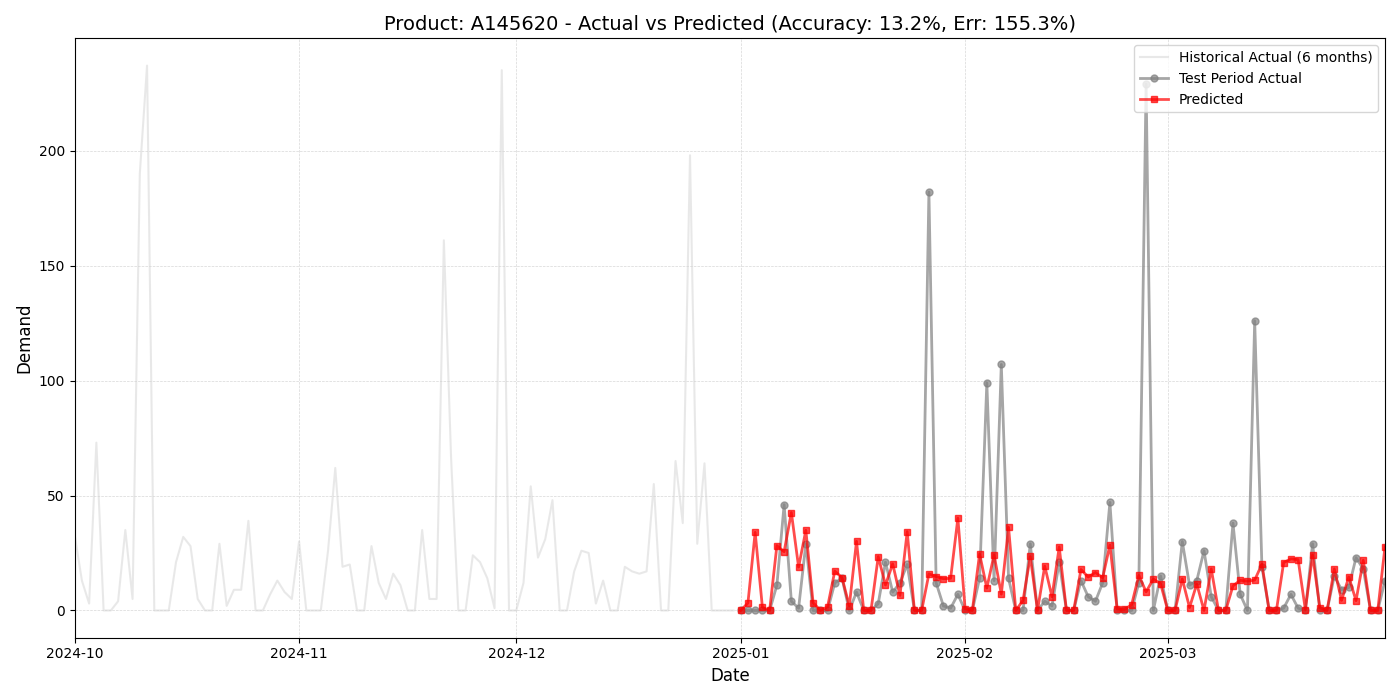 Product: A145620 - Actual vs Predicted (Accuracy: 13.2%, Err: 155.3%)
Historical Actual (6 months)
Test Period Actual
Predicted
Demand
200
150
100
50
0
2024-10
2024-11
2024-12
2025-01
2025-02
2025-03
Date